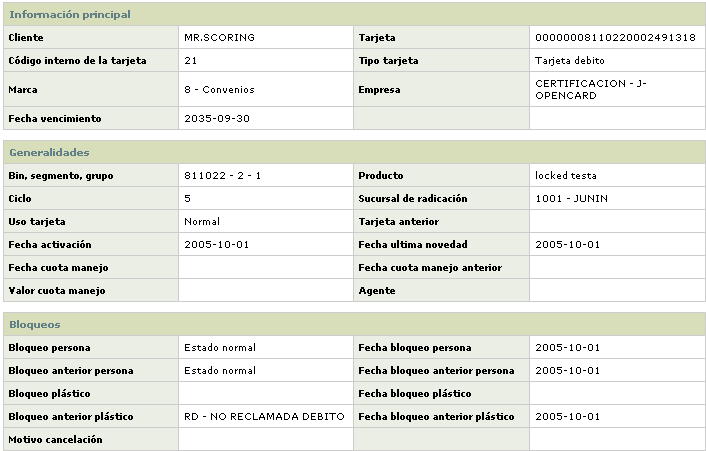 Información principal
Cliente MR.SCORING Tarjeta 00000008110220002491318
Código interno de la tarjeta 21 Tipo tarjeta Tarjeta debito
Marca 8 - Convenios Empresa CERTIFICACION - J-
OPENCARD
Fecha vencimiento 2035-09-30
Generalidades
Bin, segmento, grupo 811022 - 2 - 1 Producto locked testa
Ciclo 5 Sucursal de radicación 1001 - JUNIN
Uso tarjeta Normal Tarjeta anterior
Fecha activación 2005-10-01 Fecha ultima novedad 2005-10-01
Fecha cuota manejo Fecha cuota manejo anterior
Valor cuota manejo Agente
Bloqueos
Bloqueo persona Estado normal Fecha bloqueo persona 2005-10-01
Bloqueo anterior persona Estado normal Fecha bloqueo anterior persona 2005-10-01
Bloqueo plástico Fecha bloqueo plástico
Bloqueo anterior plástico RD - NO RECLAMADA DEBITO Fecha bloqueo anterior plástico 2005-10-01
Motivo cancelación